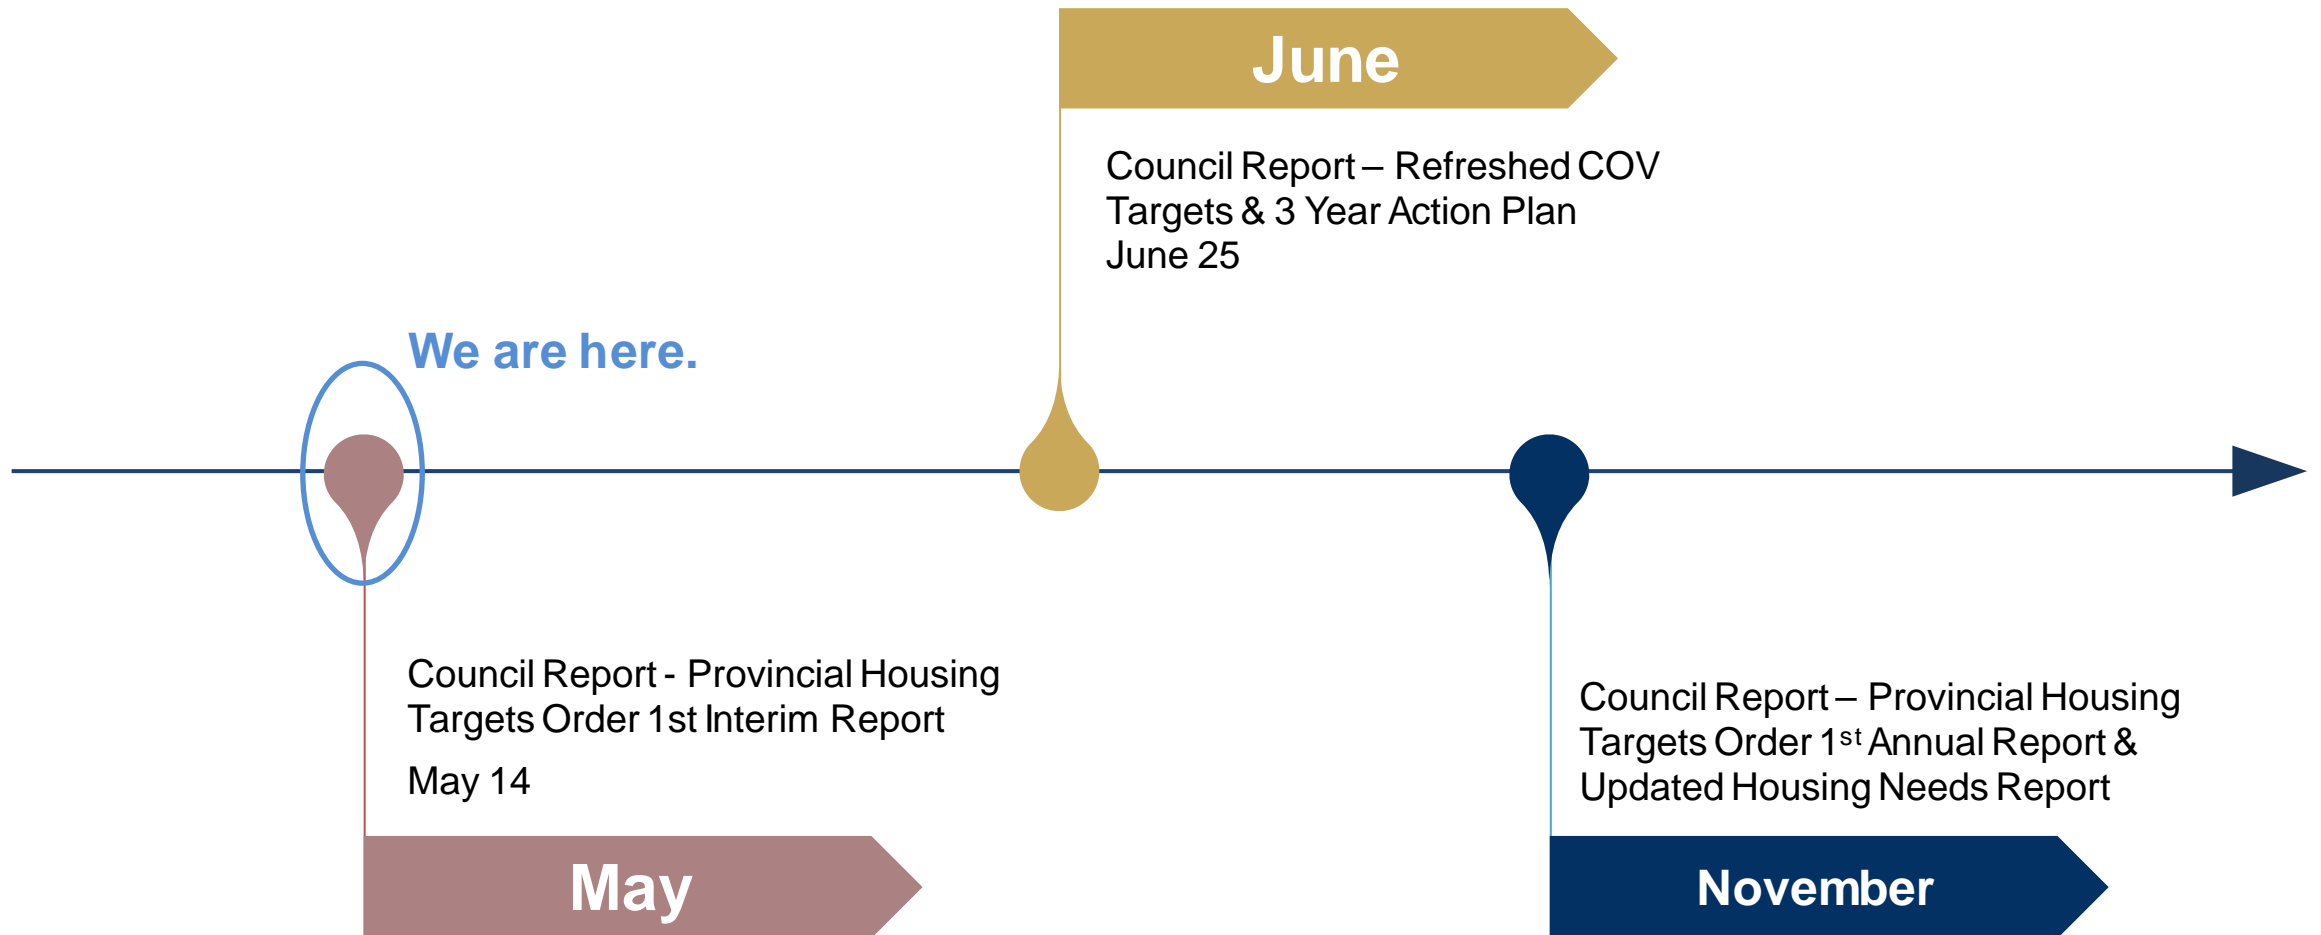 June
Council Report – Refreshed COV
Targets & 3 Year Action Plan
June 25
We are here.
Council Report - Provincial Housing
Targets Order 1st Interim Report
May 14
May
Council Report – Provincial Housing
Targets Order 1st Annual Report &
Updated Housing Needs Report
November